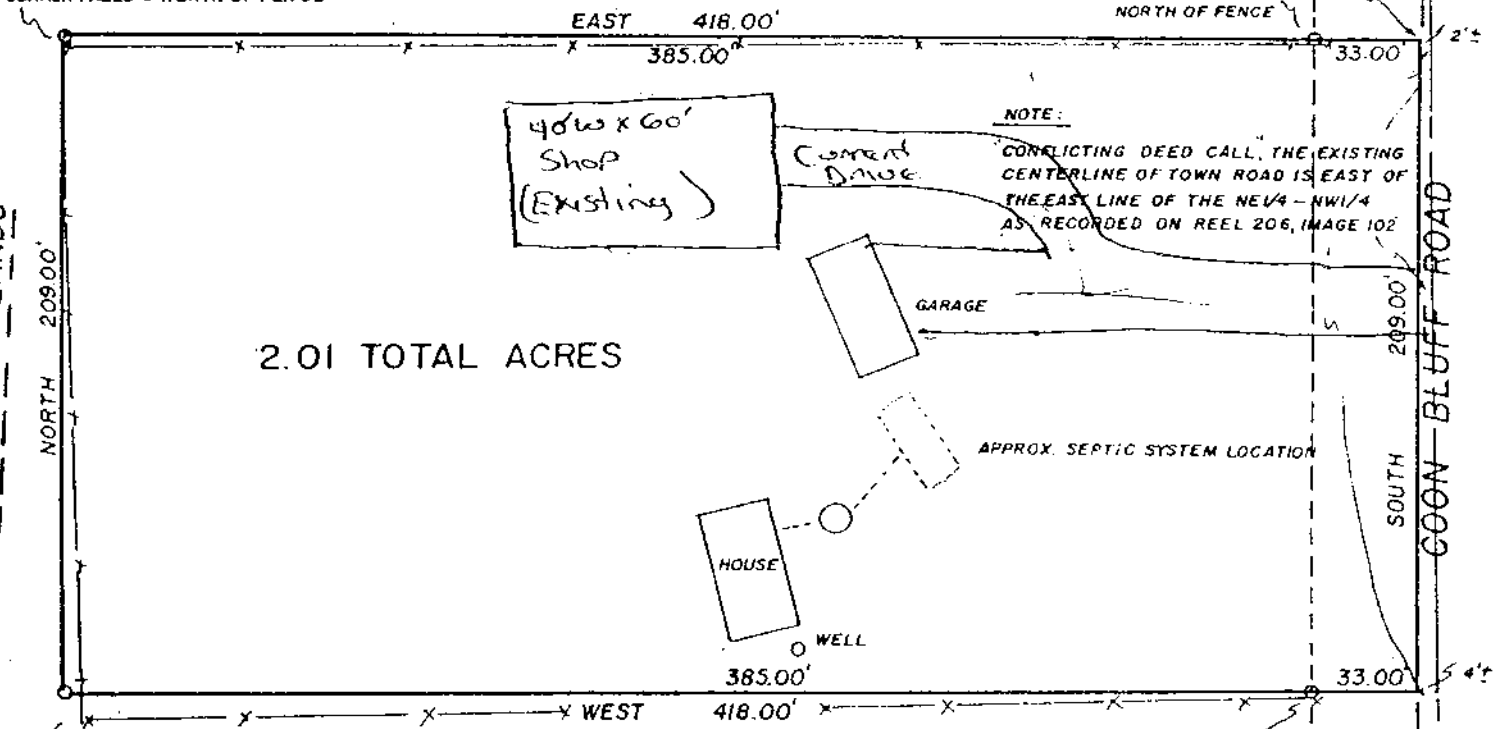 EAST 418.00'
NORTH OF FENCE
2'±
385.00'
33.00'
40'w x 60'
Shop
(Existing)
Current
Drive
NOTE:
"CONFLICTING DEED CALL", THE EXISTING
CENTERLINE OF TOWN ROAD IS EAST OF
THE EAST LINE OF THE NE1/4-NW1/4
AS RECORDED ON REEL 206, IMAGE 102
NORTH 209.00'
GARAGE
2.01 TOTAL ACRES
SOUTH 209.00'
COON BLUFF ROAD
APPROX. SEPTIC SYSTEM LOCATION
HOUSE
WELL
385.00'
33.00'
4'±
WEST 418.00'